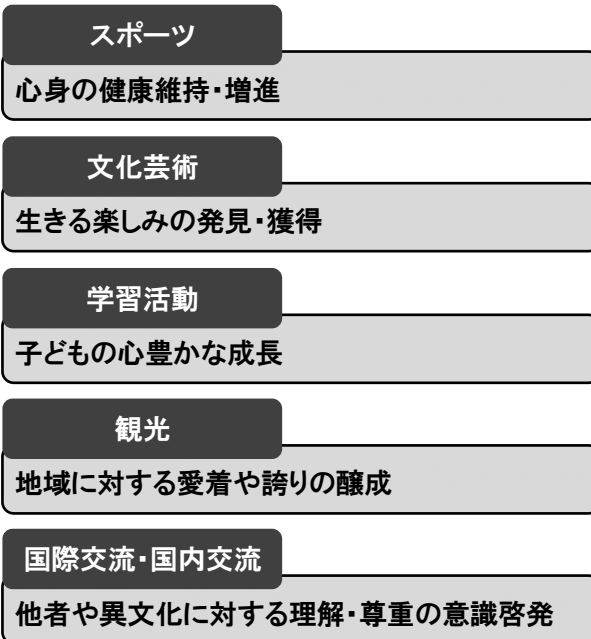 スポーツ
心身の健康維持・増進
文化芸術
生きる楽しみの発見・獲得
学習活動
子どもの心豊かな成長
観光
地域に対する愛着や誇りの醸成
国際交流・国内交流
他者や異文化に対する理解・尊重の意識啓発